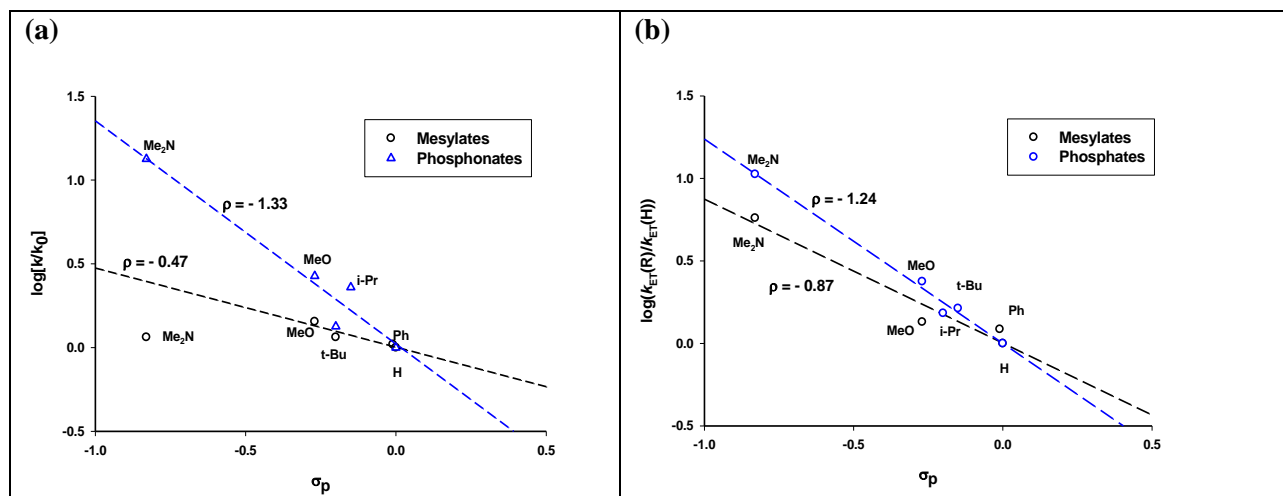 (a)
1.5
1.0
0.5
0.0
-0.5
-1.0
-0.5
0.0
0.5
log[k/k₀]
σp
Mesylates
Phosphonates
Me₂N
ρ = - 1.33
MeO
i-Pr
ρ = - 0.47
Me₂N
MeO
t-Bu
Ph
H
(b)
1.5
1.0
0.5
0.0
-0.5
-1.0
-0.5
0.0
0.5
log(kET(R)/kET(H))
σp
Mesylates
Phosphates
Me₂N
ρ = - 1.24
Me₂N
MeO
t-Bu
ρ = - 0.87
Ph
MeO
i-Pr
H